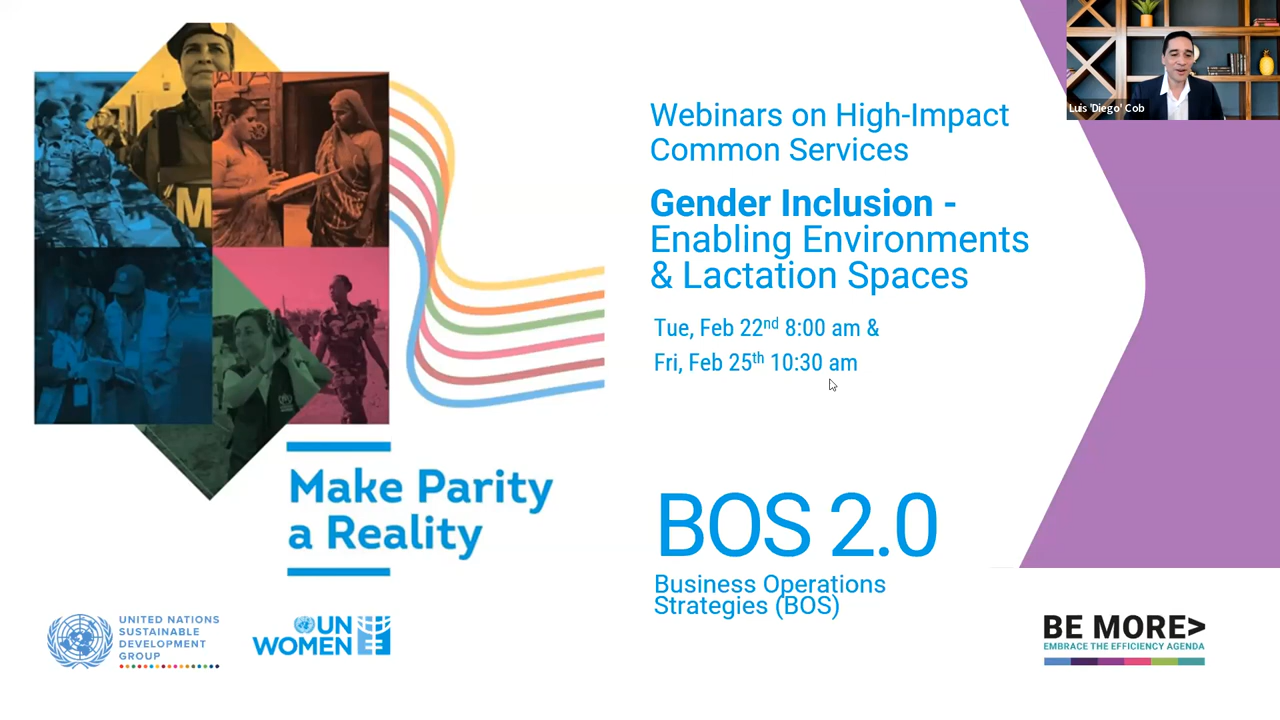 Luis 'Diego' Cob
Webinars on High-Impact
Common Services
Gender Inclusion -
Enabling Environments
& Lactation Spaces
Tue, Feb 22nd 8:00 am &
Fri, Feb 25th 10:30 am
"M
Make Parity
a Reality
BOS 2.0
Business Operations
Strategies (BOS)
UNITED NATIONS
SUSTAINABLE
DEVELOPMENT
GROUP
UN
WOMEN
BE MORE>
EMBRACE THE EFFICIENCY AGENDA